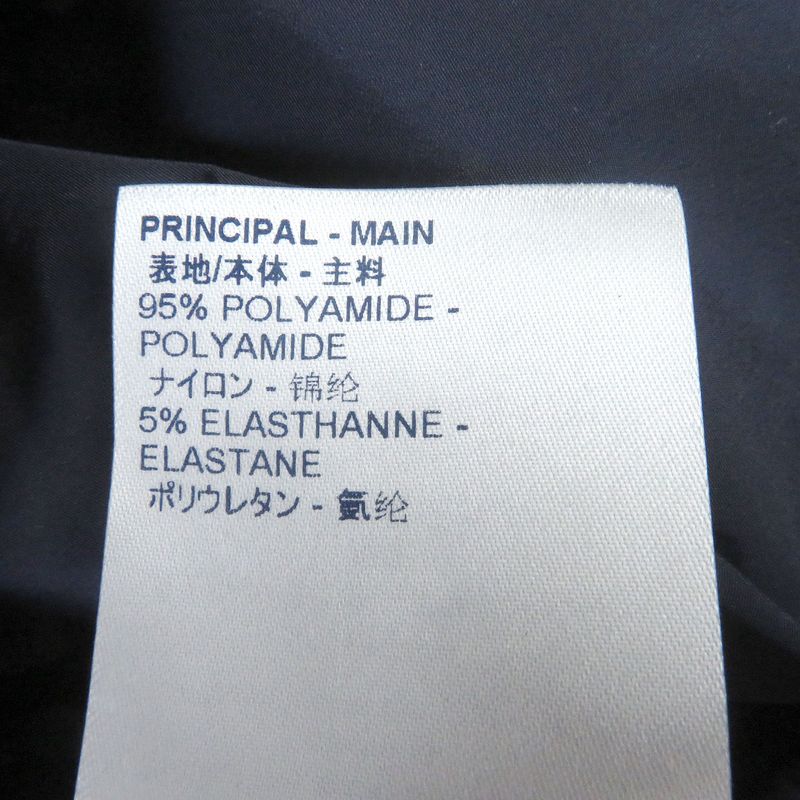 PRINCIPAL - MAIN
表地/本体 - 主料
95% POLYAMIDE -
POLYAMIDE
ナイロン - 锦纶
5% ELASTHANNE -
ELASTANE
ポリウレタン - 氨纶